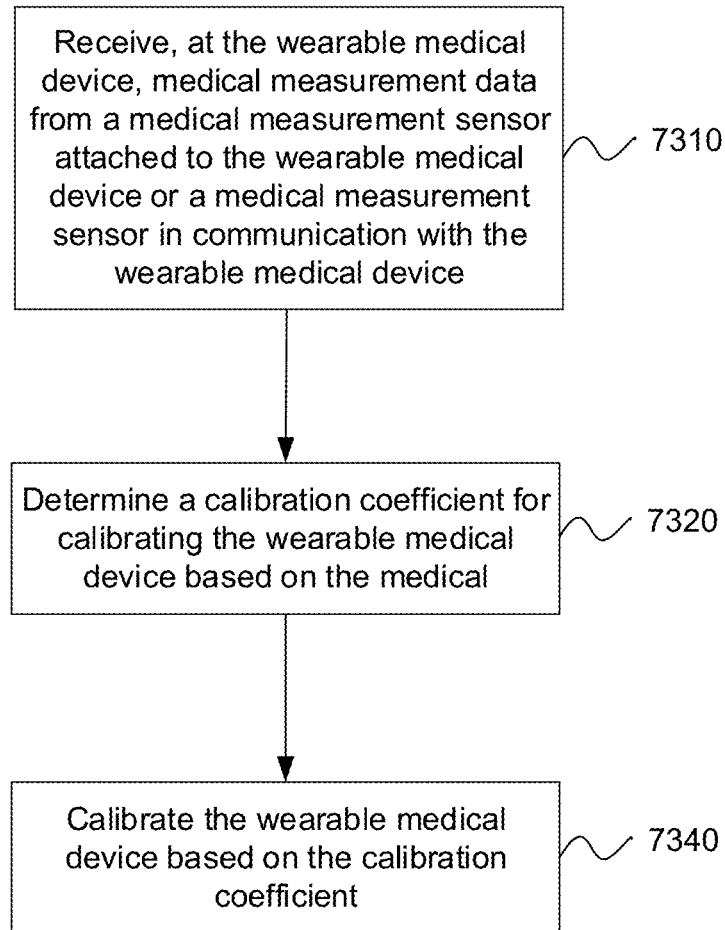 Receive, at the wearable medical
device, medical measurement data
from a medical measurement sensor
attached to the wearable medical
device or a medical measurement
sensor in communication with the
wearable medical device
7310
Determine a calibration coefficient for
calibrating the wearable medical
device based on the medical
7320
Calibrate the wearable medical
device based on the calibration
coefficient
7340